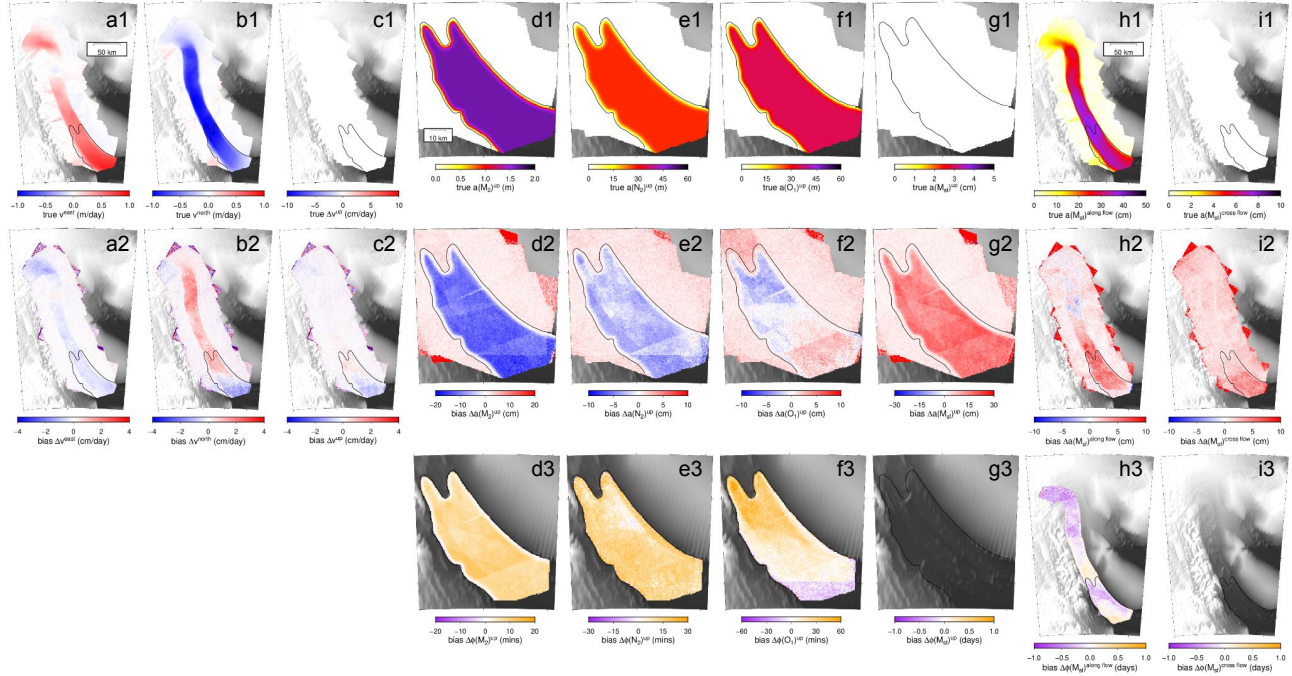 a1 b1 c1 d1 e1 f1 g1 h1 i1
50 km
50 km
10 km
−1.0 −0.5 0.0 0.5 1.0
true v^east (m/day)
−1.0 −0.5 0.0 0.5 1.0
true v^north (m/day)
−10 −5 0 5 10
true Δv^up (cm/day)
0.0 0.5 1.0 1.5 2.0
true a(M₂)^up (m)
0 15 30 45 60
true a(N₂)^up (m)
0 15 30 45 60
true a(O₁)^up (m)
0 1 2 3 4 5
true a(Msf)^up (cm)
0 10 20 30 40 50
true a(Msf)^along flow (cm)
0 2 4 6 8 10
true a(Msf)^cross flow (cm)
a2 b2 c2 d2 e2 f2 g2 h2 i2
−4 −2 0 2 4
bias Δv^east (cm/day)
−4 −2 0 2 4
bias Δv^north (cm/day)
−4 −2 0 2 4
bias Δv^up (cm/day)
−20 −10 0 10 20
bias Δa(M₂)^up (cm)
−10 −5 0 5 10
bias Δa(N₂)^up (cm)
−10 −5 0 5 10
bias Δa(O₁)^up (cm)
−30 −15 0 15 30
bias Δa(Msf)^up (cm)
−10 −5 0 5 10
bias Δa(Msf)^along flow (cm)
−10 −5 0 5 10
bias Δa(Msf)^cross flow (cm)
d3 e3 f3 g3 h3 i3
−20 −10 0 10 20
bias Δϕ(M₂)^up (mins)
−30 −15 0 15 30
bias Δϕ(N₂)^up (mins)
−60 −30 0 30 60
bias Δϕ(O₁)^up (mins)
−1.0 −0.5 0.0 0.5 1.0
bias Δϕ(Msf)^up (days)
−1.0 −0.5 0.0 0.5 1.0
bias Δϕ(Msf)^along flow (days)
−1.0 −0.5 0.0 0.5 1.0
bias Δϕ(Msf)^cross flow (days)